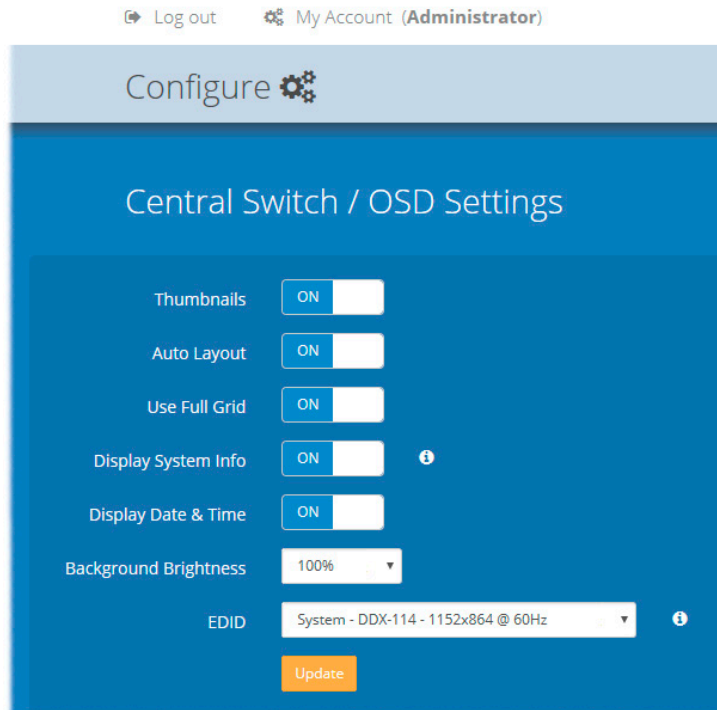 Log out My Account (Administrator)
Configure
Central Switch / OSD Settings
Thumbnails ON
Auto Layout ON
Use Full Grid ON
Display System Info ON
Display Date & Time ON
Background Brightness 100%
EDID System - DDX-114 - 1152x864 @ 60Hz
Update